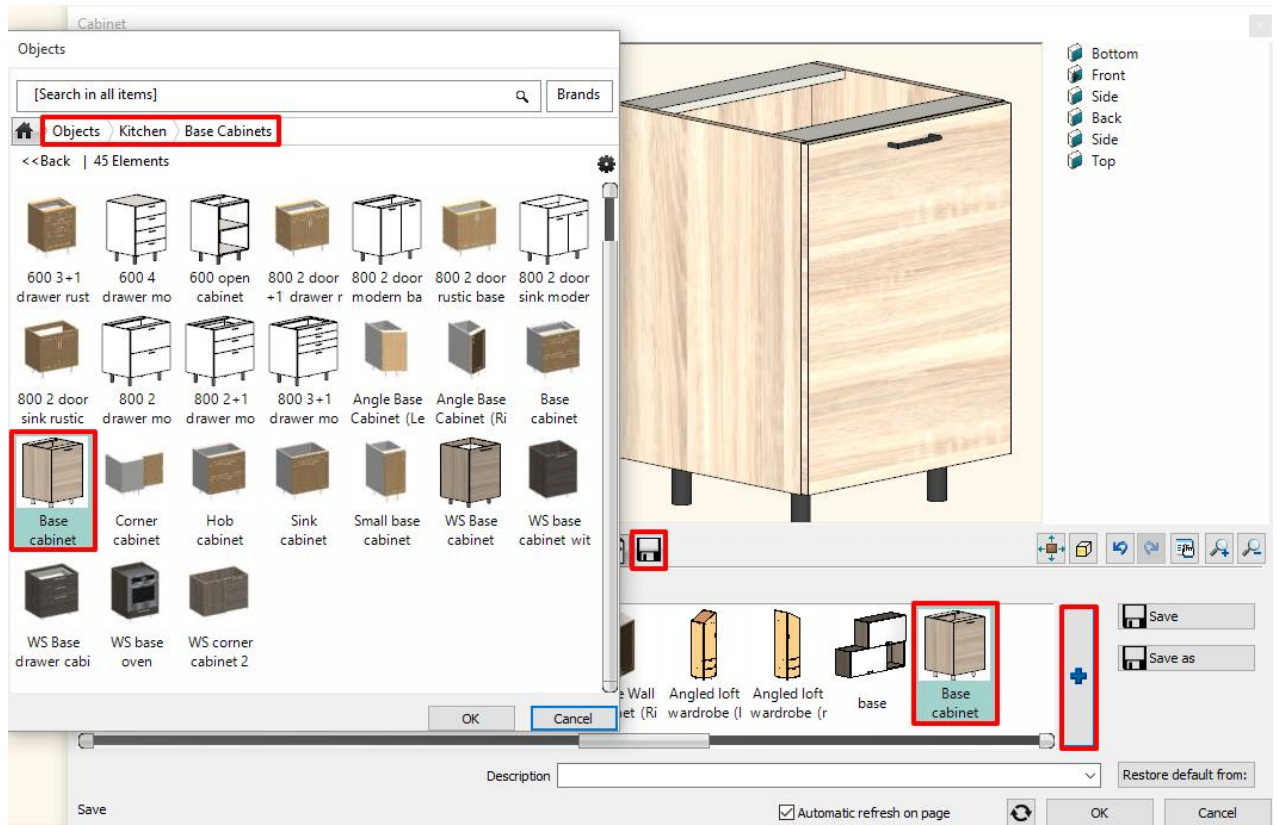 Cabinet
Objects
[Search in all items]
Brands
Objects Kitchen Base Cabinets
<<Back | 45 Elements
600 3+1 600 4 600 open 800 2 door 800 2 door 800 2 door 800 2 door
drawer rust drawer mo cabinet +1 drawer r modern ba rustic base sink moder
800 2 door 800 2 800 2+1 800 3+1 Angle Base Angle Base Base
sink rustic drawer mo drawer mo drawer mo Cabinet (Le Cabinet (Ri cabinet
Base Corner Hob Sink Small base WS Base WS base
cabinet cabinet cabinet cabinet cabinet cabinet cabinet wit
WS Base WS base WS corner
drawer cabi oven cabinet 2
OK Cancel
Bottom
Front
Side
Back
Side
Top
Wall Angled loft Angled loft base Base
(Ri wardrobe (l wardrobe (r cabinet
Save
Save as
Description
Restore default from:
Save
Automatic refresh on page
OK Cancel